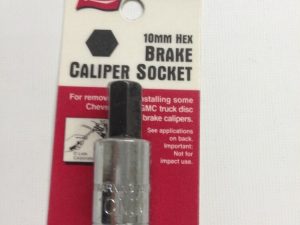 10MM HEX
BRAKE
CALIPER SOCKET
For remov stalling some
Chev GMC truck disc
brake calipers.
See applications
on back.
Important:
Not for
impact use.